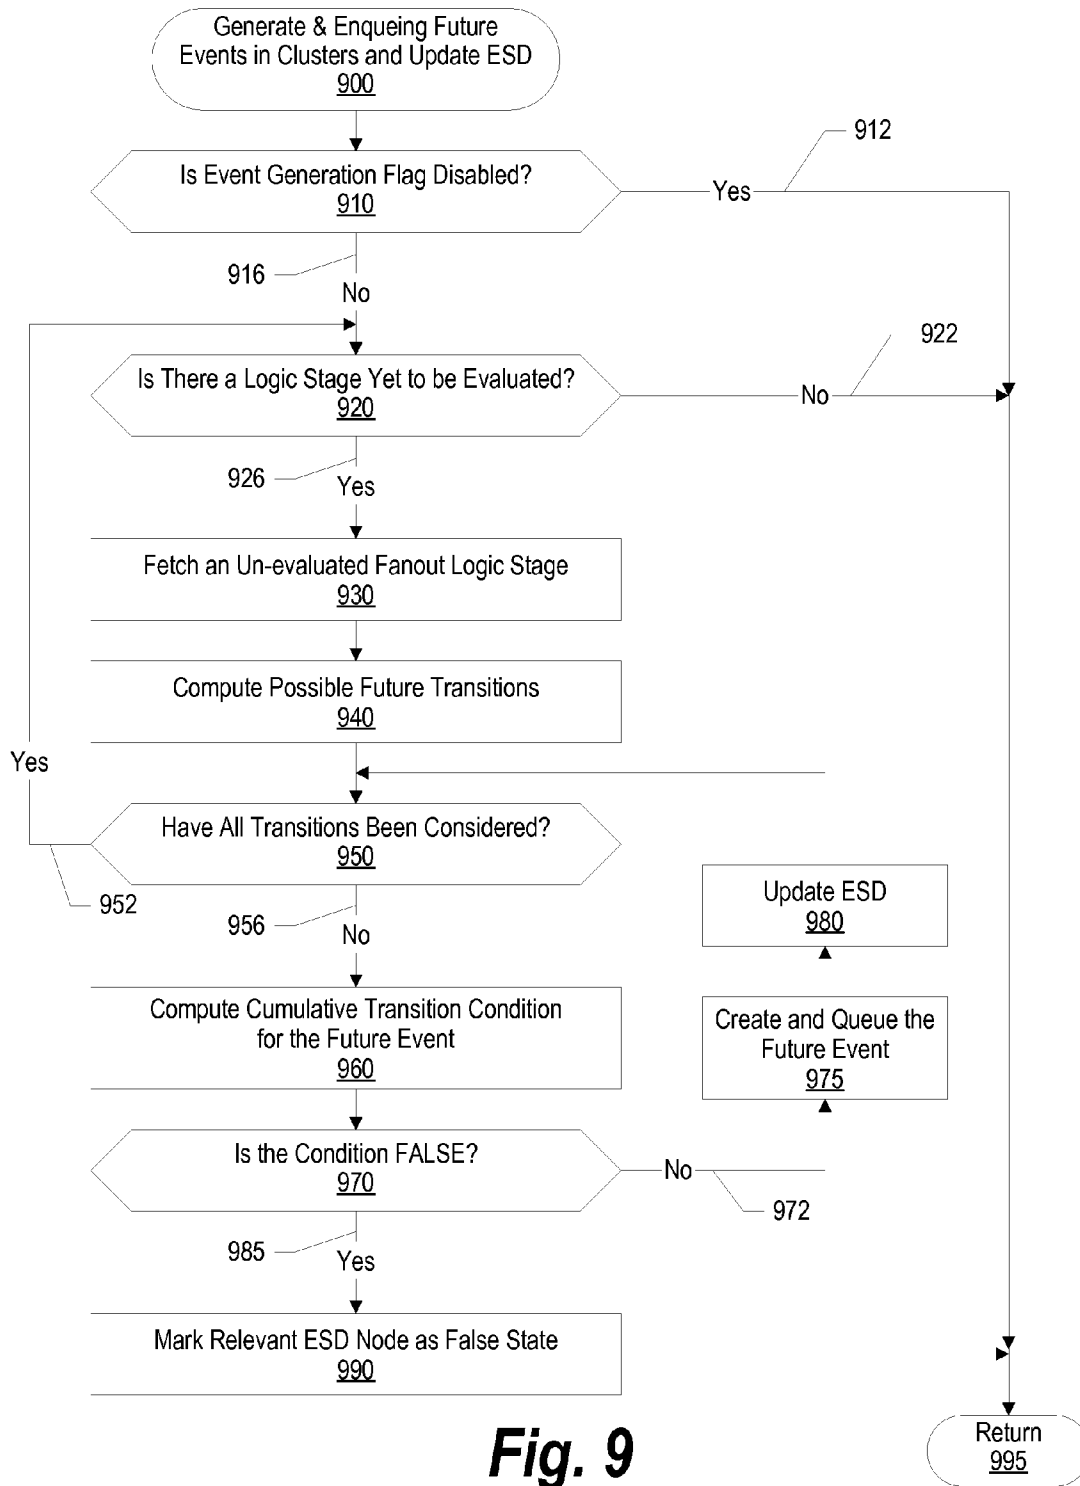 Generate & Enqueing Future
Events in Clusters and Update ESD
900
912
Is Event Generation Flag Disabled?
910
Yes
916
No
922
Is There a Logic Stage Yet to be Evaluated?
920
No
926
Yes
Fetch an Un-evaluated Fanout Logic Stage
930
Compute Possible Future Transitions
940
Yes
Have All Transitions Been Considered?
950
952
956
No
Update ESD
980
Compute Cumulative Transition Condition
for the Future Event
960
Create and Queue the
Future Event
975
Is the Condition FALSE?
970
No
972
985
Yes
Mark Relevant ESD Node as False State
990
Return
995
Fig. 9